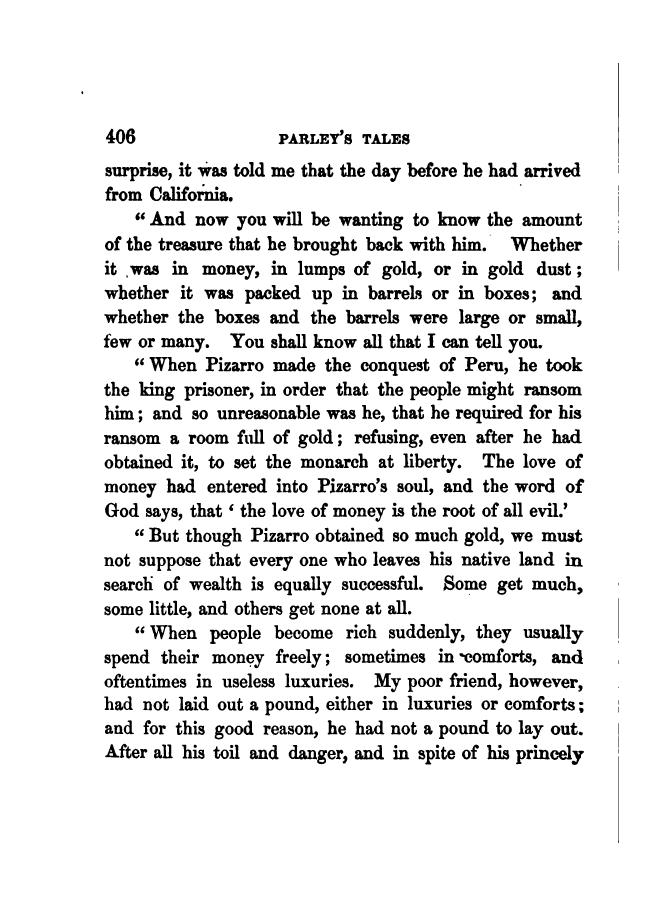 406 PARLEY'S TALES
surprise, it was told me that the day before he had arrived
from California.
“ And now you will be wanting to know the amount
of the treasure that he brought back with him. Whether
it was in money, in lumps of gold, or in gold dust ;
whether it was packed up in barrels or in boxes; and
whether the boxes and the barrels were large or small,
few or many. You shall know all that I can tell you.
“ When Pizarro made the conquest of Peru, he took
the king prisoner, in order that the people might ransom
him ; and so unreasonable was he, that he required for his
ransom a room full of gold ; refusing, even after he had
obtained it, to set the monarch at liberty. The love of
money had entered into Pizarro's soul, and the word of
God says, that ‘ the love of money is the root of all evil.’
“ But though Pizarro obtained so much gold, we must
not suppose that every one who leaves his native land in
search of wealth is equally successful. Some get much,
some little, and others get none at all.
“ When people become rich suddenly, they usually
spend their money freely ; sometimes in comforts, and
oftentimes in useless luxuries. My poor friend, however,
had not laid out a pound, either in luxuries or comforts ;
and for this good reason, he had not a pound to lay out.
After all his toil and danger, and in spite of his princely